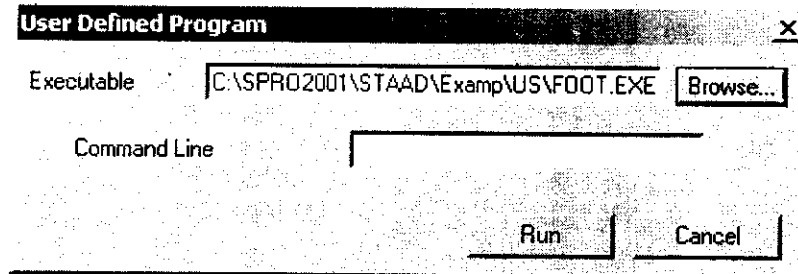 User Defined Program
Executable C:\SPRO2001\STAAD\Examp\US\FOOT.EXE Browse...
Command Line
Run Cancel